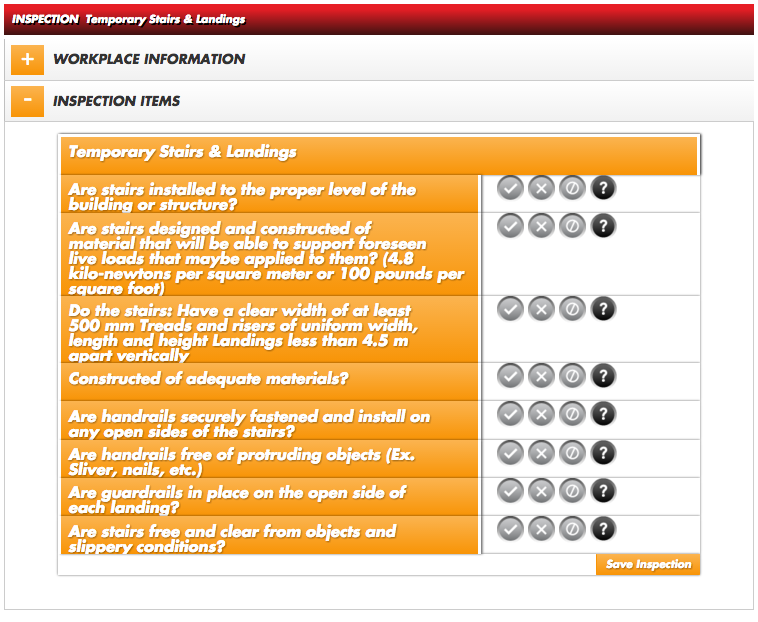 INSPECTION Temporary Stairs & Landings
+ WORKPLACE INFORMATION
- INSPECTION ITEMS
Temporary Stairs & Landings
Are stairs installed to the proper level of the
building or structure?
Are stairs designed and constructed of
material that will be able to support foreseen
live loads that maybe applied to them? (4.8
kilo-newtons per square meter or 100 pounds per
square foot)
Do the stairs: Have a clear width of at least
500 mm Treads and risers of uniform width,
length and height Landings less than 4.5 m
apart vertically
Constructed of adequate materials?
Are handrails securely fastened and install on
any open sides of the stairs?
Are handrails free of protruding objects (Ex.
Sliver, nails, etc.)
Are guardrails in place on the open side of
each landing?
Are stairs free and clear from objects and
slippery conditions?
Save Inspection